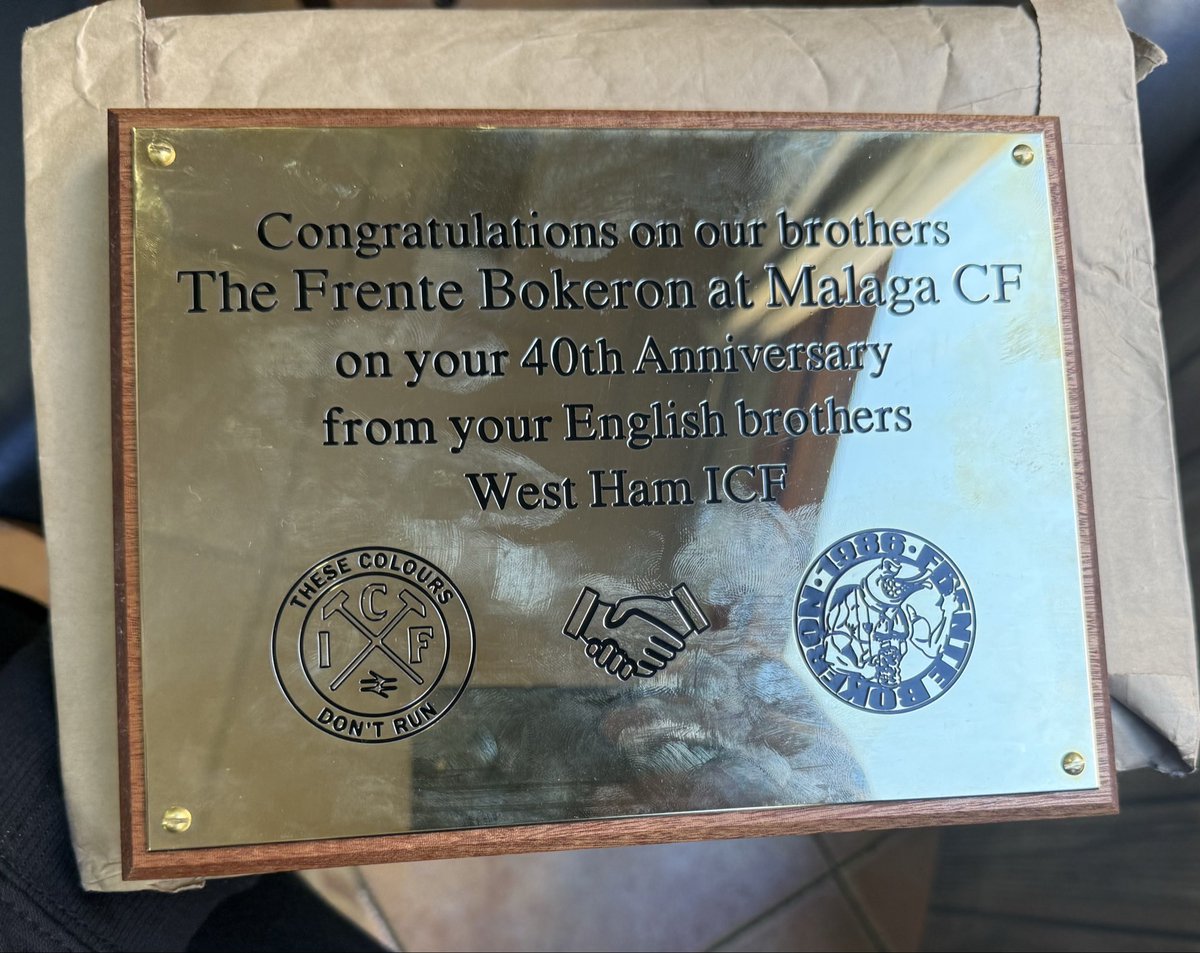 Congratulations on our brothers
The Frente Bokeron at Malaga CF
on your 40th Anniversary
from your English brothers
West Ham ICF
THESE COLOURS
I C F
DON'T RUN
· 1986 · FRENTE BOKERON